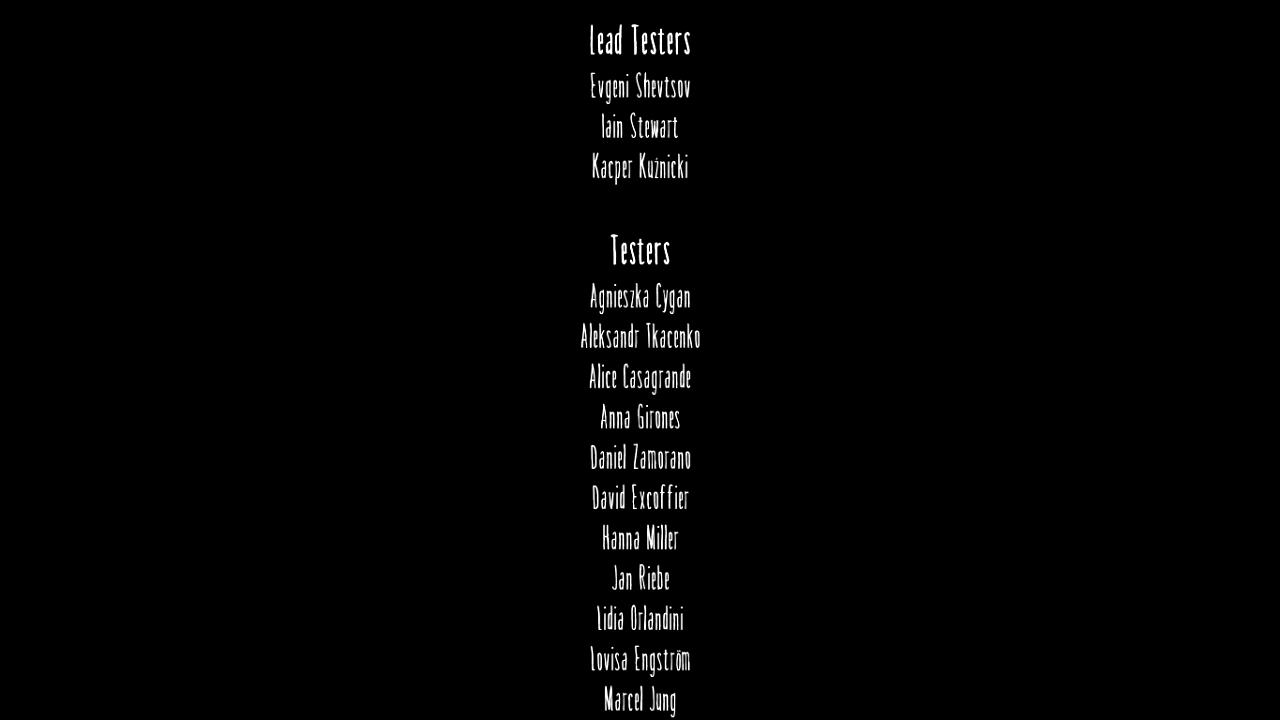 Lead Testers
Evgeni Shevtsov
Iain Stewart
Kacper Kuźnicki
Testers
Agnieszka Cygan
Aleksandr Tkacenko
Alice Casagrande
Anna Girones
Daniel Zamorano
David Excoffier
Hanna Miller
Jan Riebe
Lidia Orlandini
Lovisa Engström
Marcel Jung